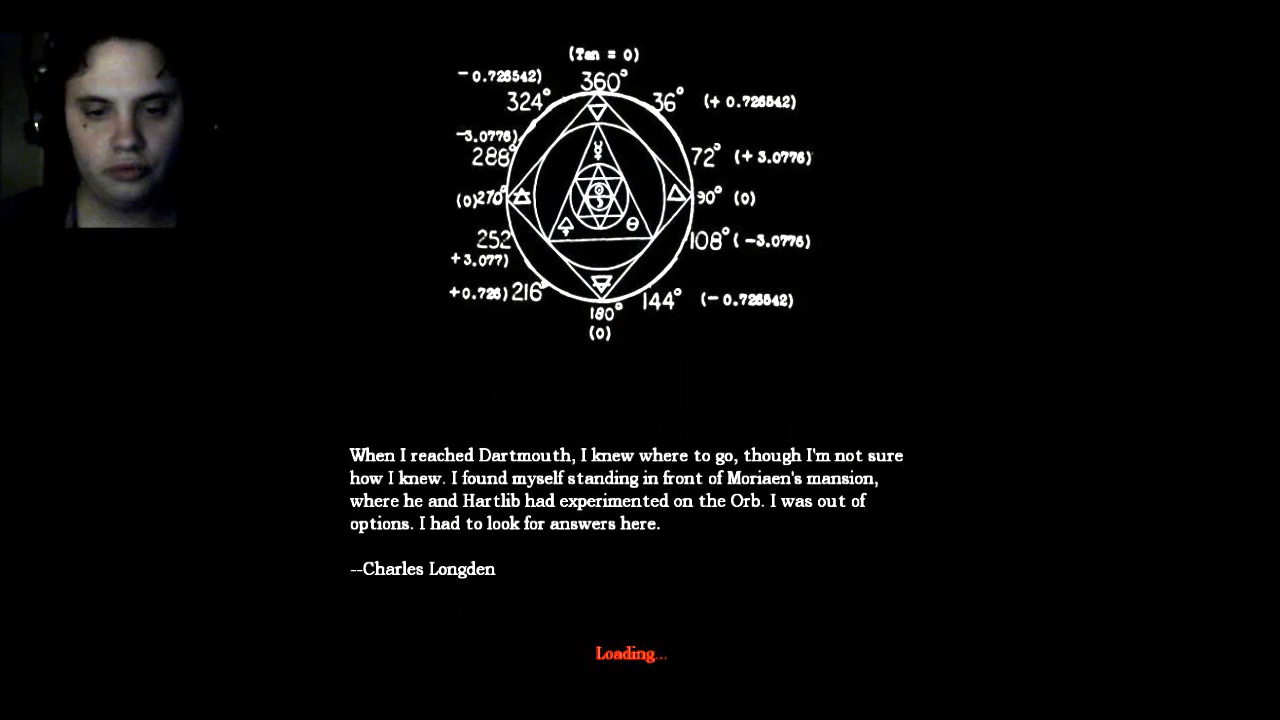 (Tan = 0)
-0.726542) 360°
324° 36° (+ 0.726542)
-3.0776)
288° 72° (+ 3.0776)
(0)270° 90° (0)
252 108° ( -3.0776)
+3.077)
+0.726) 216° 144° (- 0.726542)
180°
(0)
When I reached Dartmouth, I knew where to go, though I'm not sure
how I knew. I found myself standing in front of Moriaen's mansion,
where he and Hartlib had experimented on the Orb. I was out of
options. I had to look for answers here.
--Charles Longden
Loading...